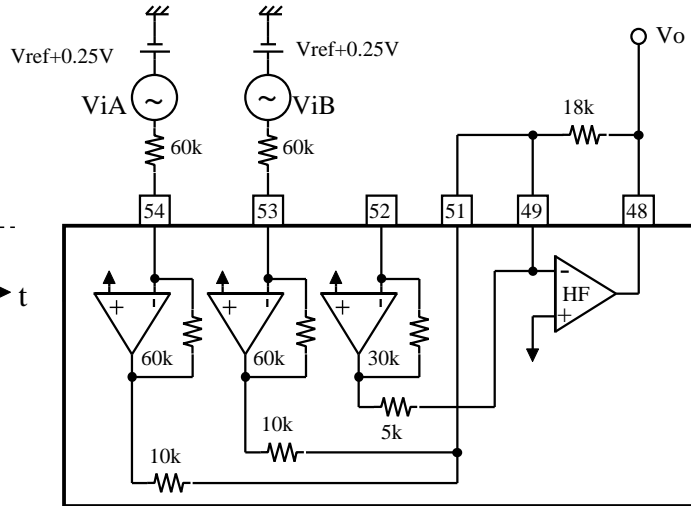 Vref+0.25V
Vref+0.25V
Vo
ViA
~
ViB
~
18k
60k
60k
54
53
52
51
49
48
t
+
-
+
-
+
-
-
HF
+
60k
60k
30k
5k
10k
10k